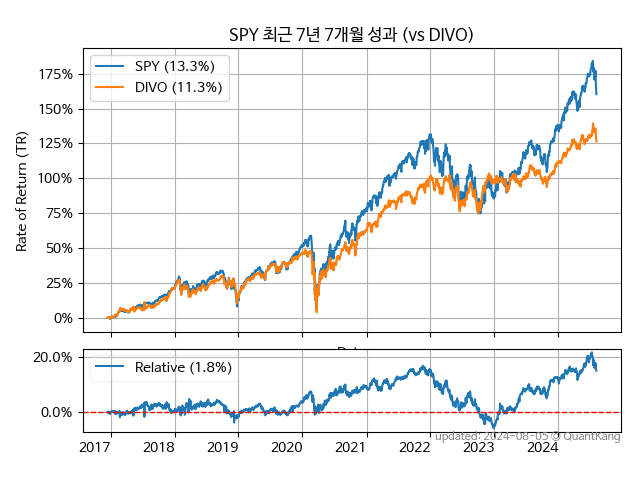 SPY 최근 7년 7개월 성과 (vs DIVO)
SPY (13.3%)
DIVO (11.3%)
Rate of Return (TR)
175%
150%
125%
100%
75%
50%
25%
0%
Relative (1.8%)
20.0%
0.0%
2017 2018 2019 2020 2021 2022 2023 2024
updated: 2024-08-05 © QuantKang